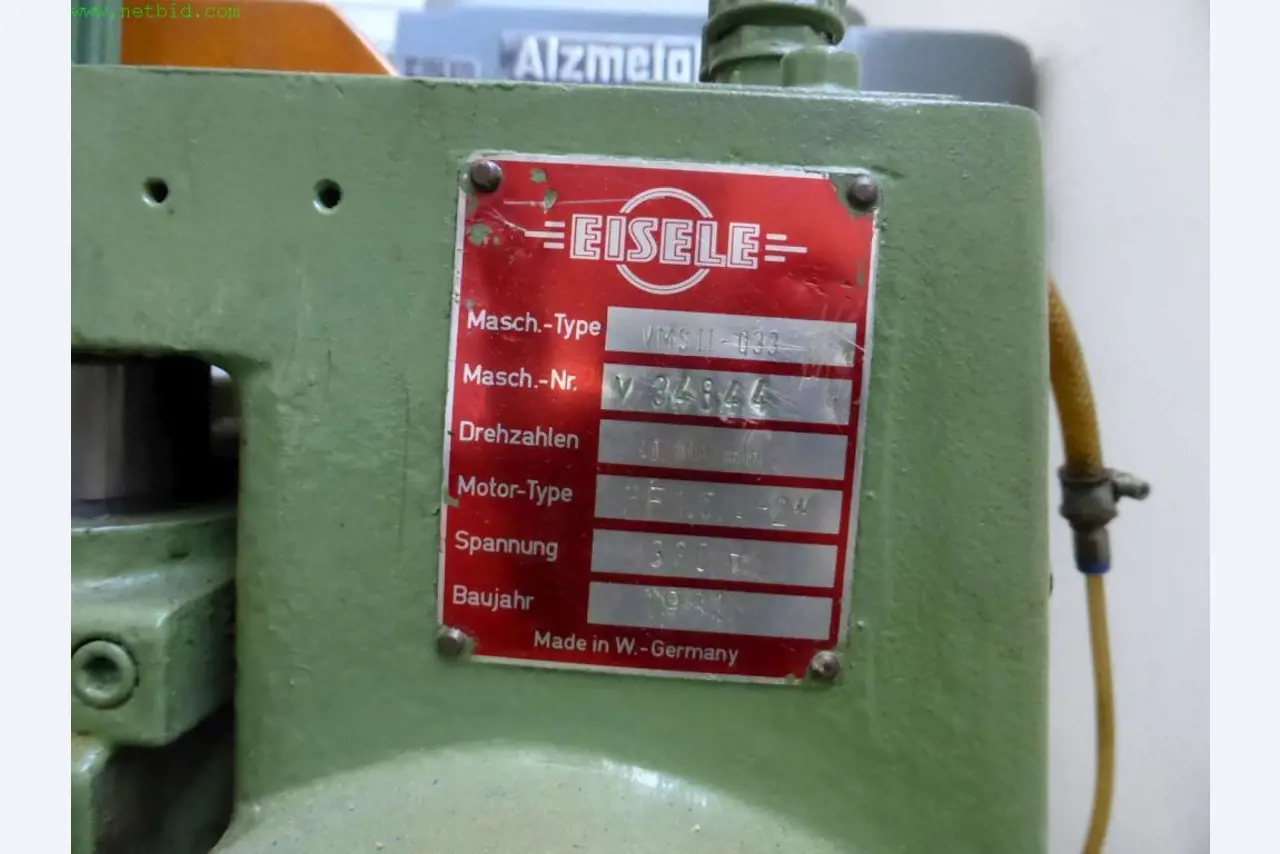 www.netbid.com
Alzmetal
EISELE
Masch.-Type VMS II-033
Masch.-Nr. V 34844
Drehzahlen
Motor-Type
Spannung 380
Baujahr
Made in W.-Germany